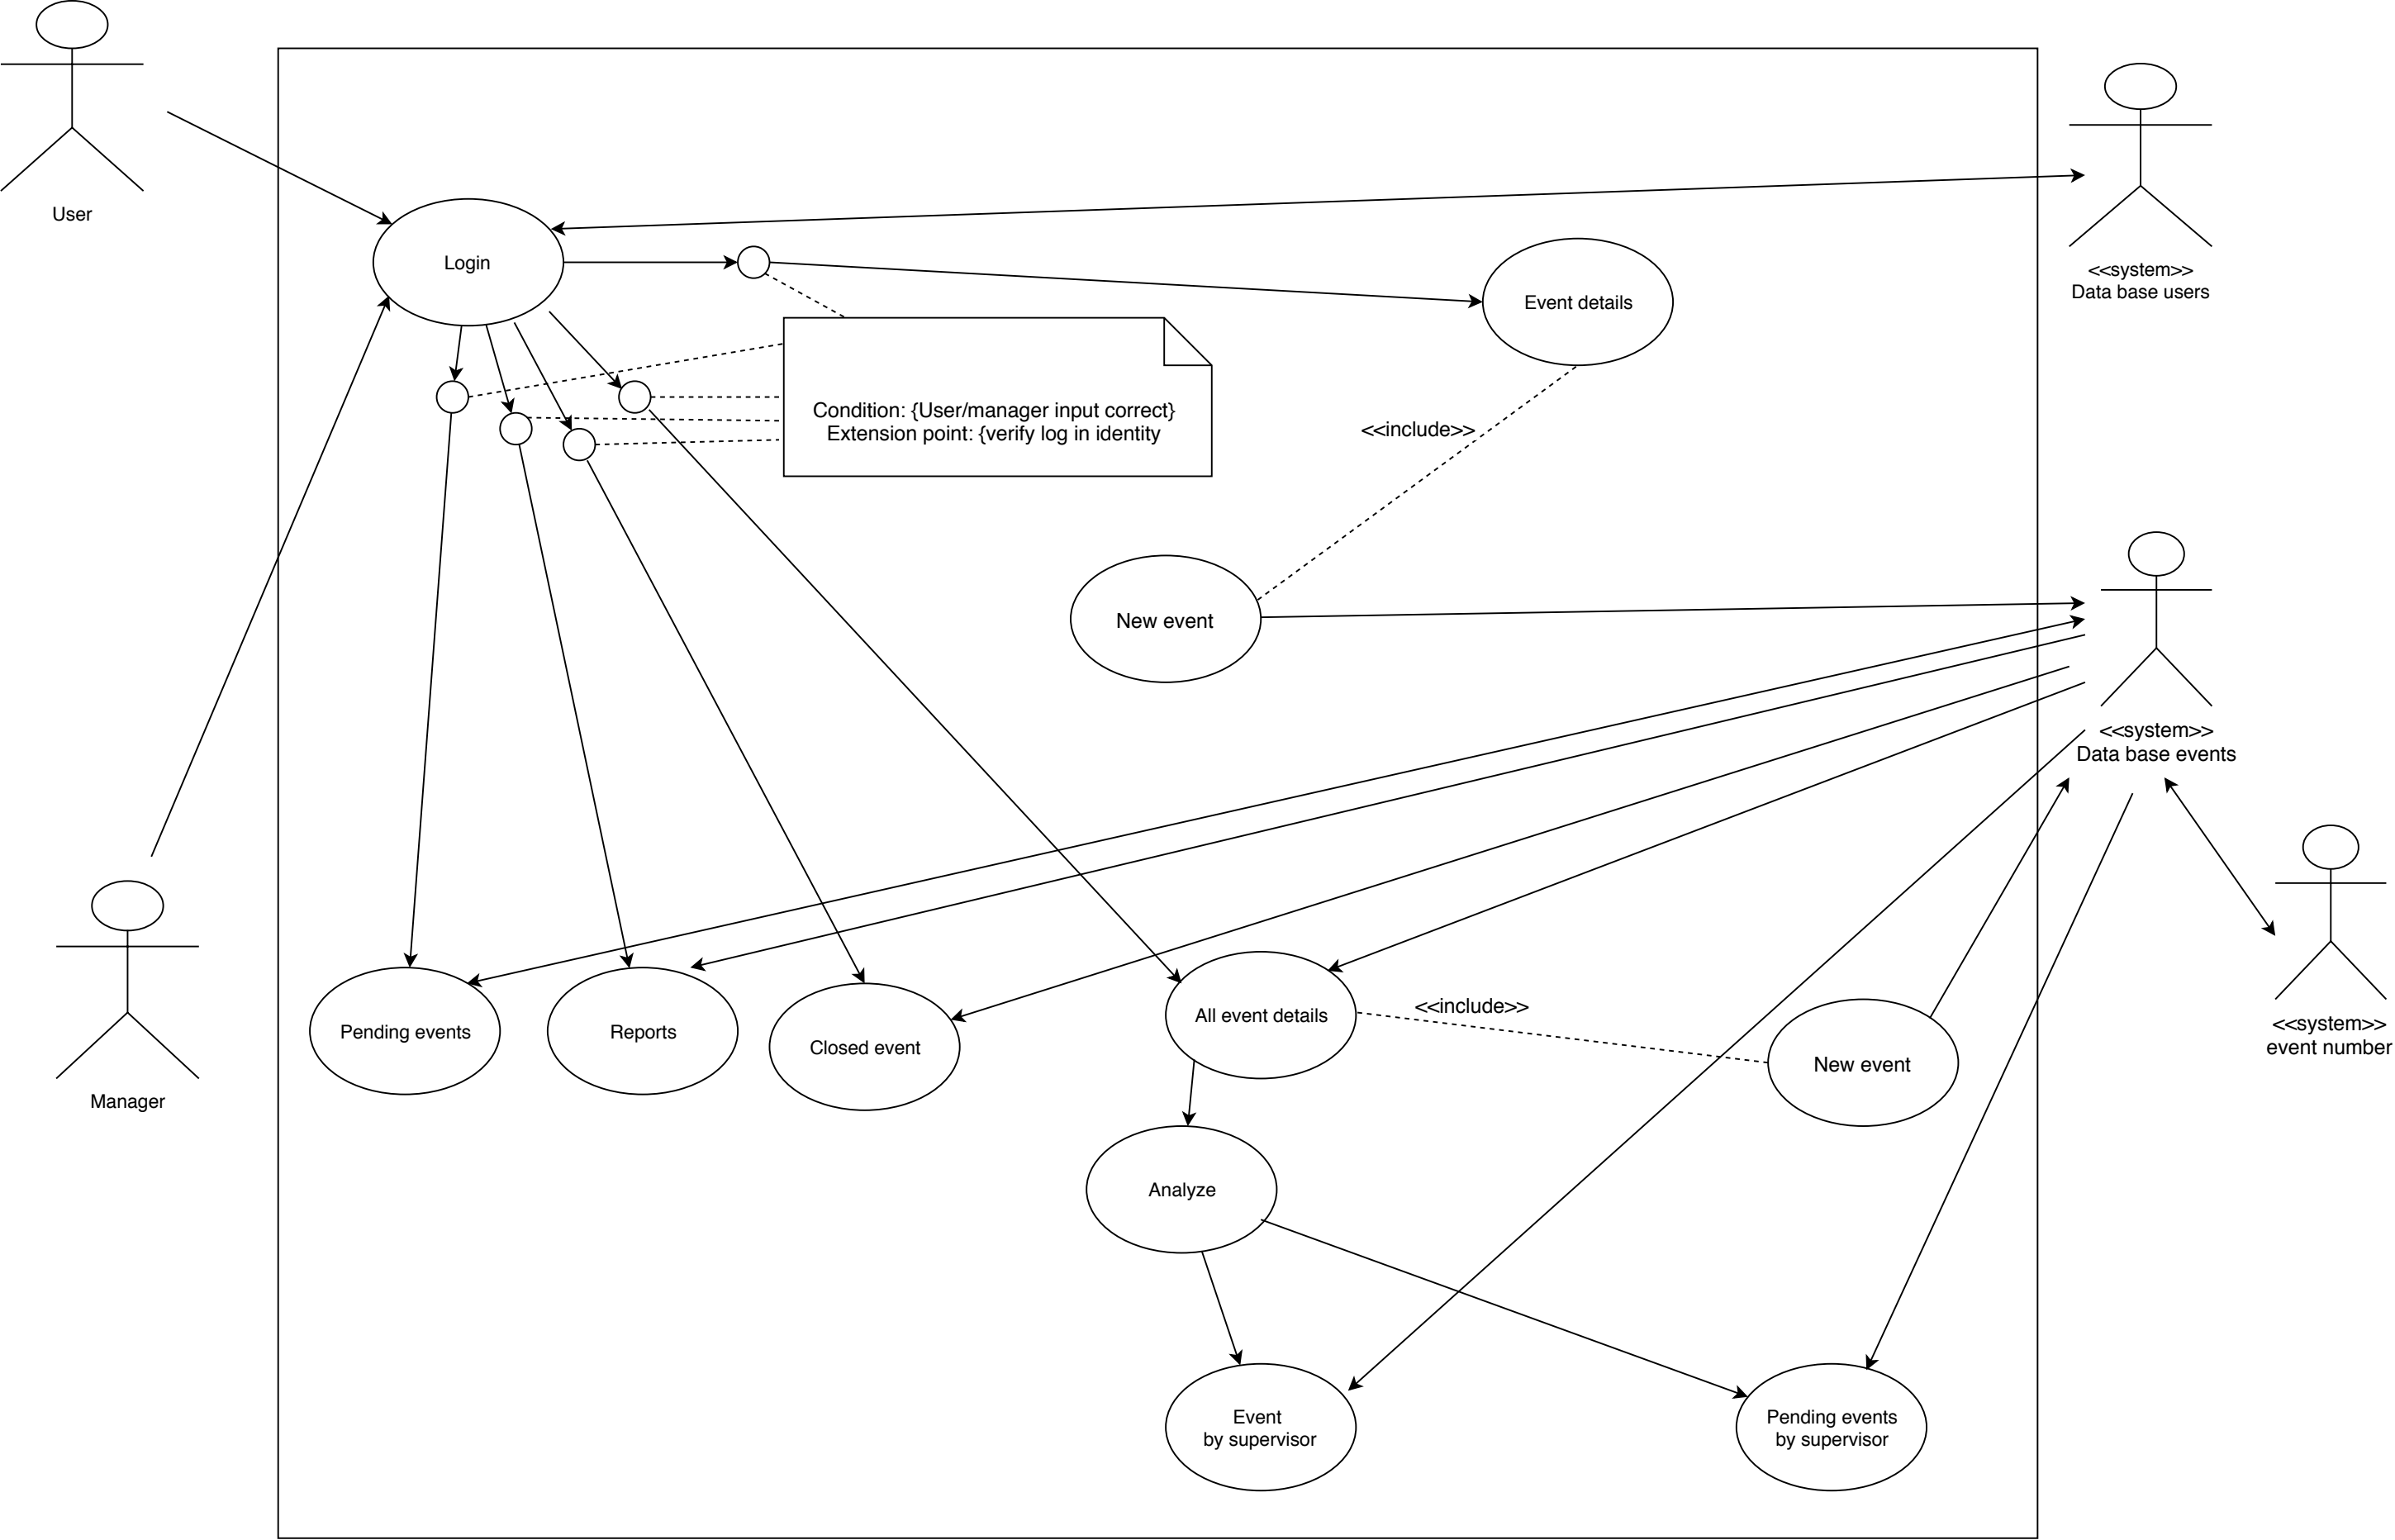 User
Login
<<system>>
Data base users
Event details
Condition: {User/manager input correct}
Extension point: {verify log in identity
<<include>>
New event
<<system>>
Data base events
Pending events
Reports
Closed event
All event details
<<include>>
New event
<<system>>
event number
Manager
Analyze
Event
by supervisor
Pending events
by supervisor